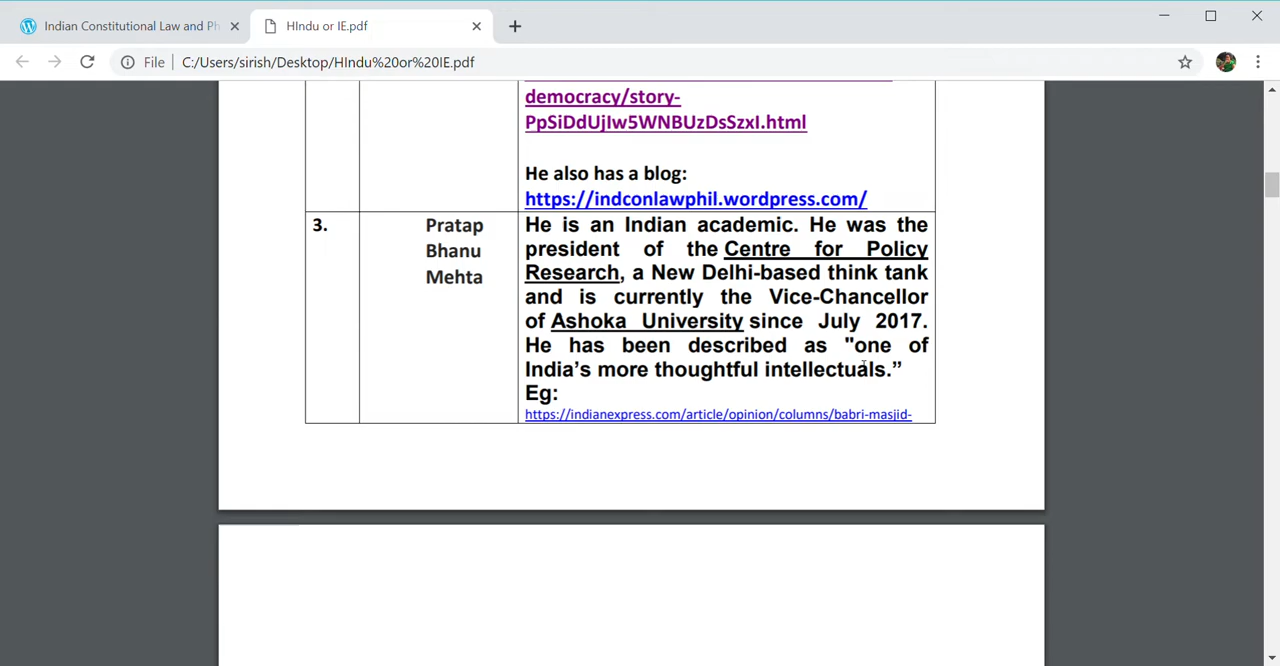 Indian Constitutional Law and Ph
HIndu or IE.pdf
File
C:/Users/sirish/Desktop/HIndu%20or%20IE.pdf
democracy/story-
PpSiDdUjIw5WNBUzDsSzxI.html
He also has a blog:
https://indconlawphil.wordpress.com/
3.
Pratap
Bhanu
Mehta
He is an Indian academic. He was the
president of the Centre for Policy
Research, a New Delhi-based think tank
and is currently the Vice-Chancellor
of Ashoka University since July 2017.
He has been described as "one of
India’s more thoughtful intellectuals.”
Eg:
https://indianexpress.com/article/opinion/columns/babri-masjid-